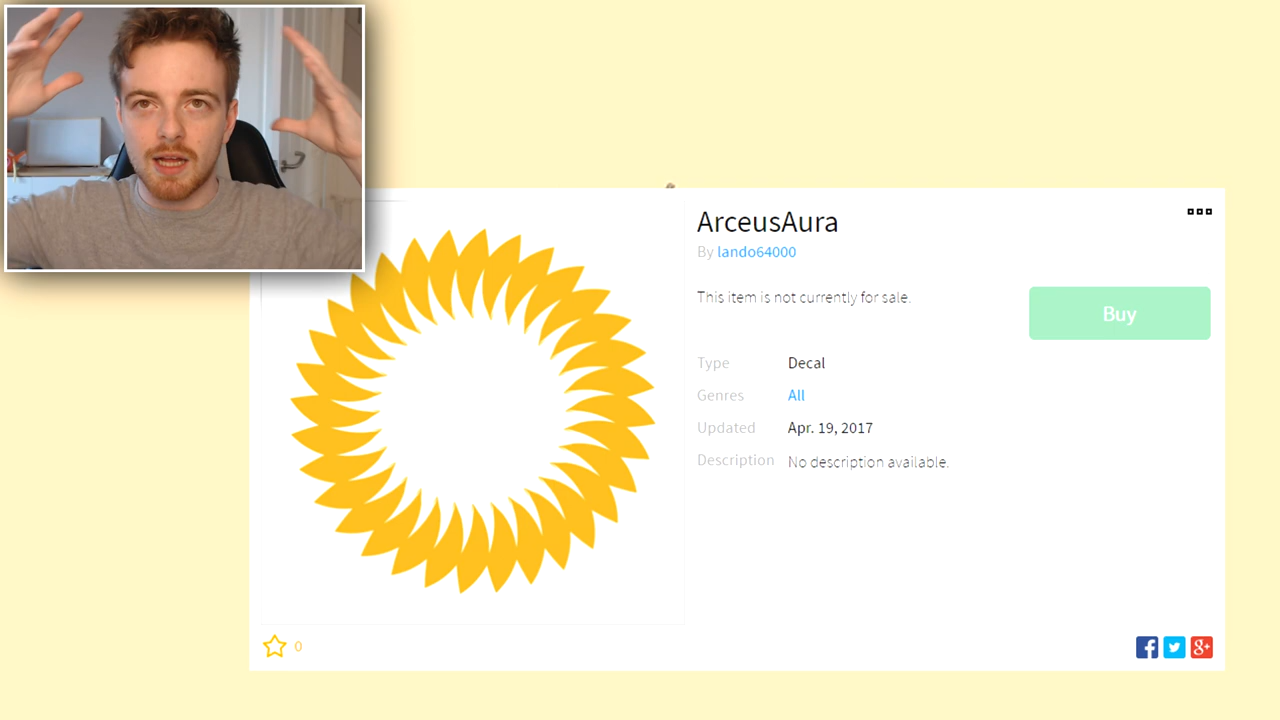 ArceusAura
By lando64000
This item is not currently for sale.
Buy
Type Decal
Genres All
Updated Apr. 19, 2017
Description No description available.
0